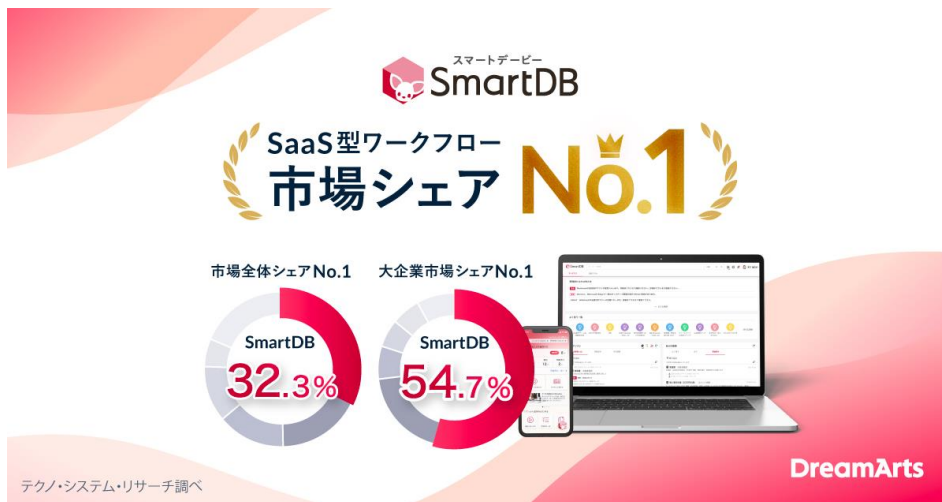 スマートデービー
SmartDB
SaaS型ワークフロー
市場シェア
No.1
市場全体シェアNo.1
SmartDB
32.3%
大企業市場シェアNo.1
SmartDB
54.7%
SmartDB
テクノ・システム・リサーチ調べ
DreamArts